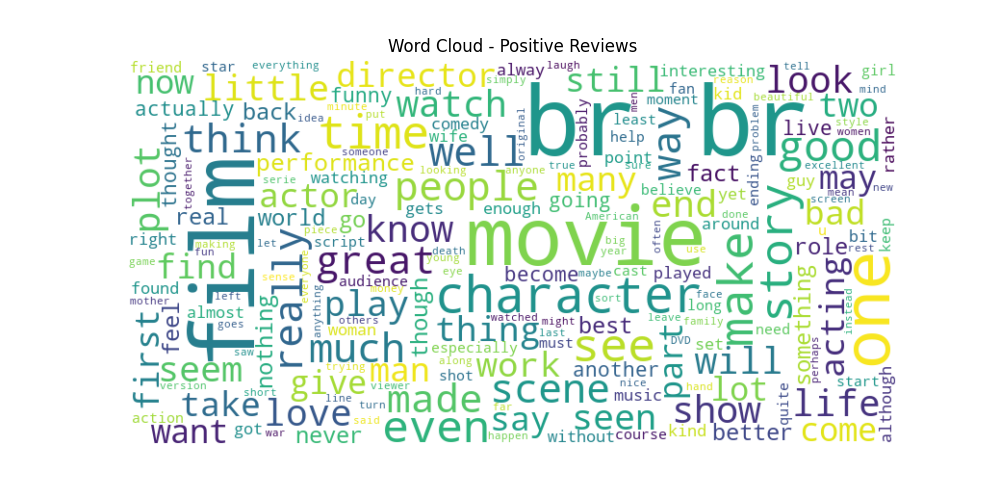 Word Cloud - Positive Reviews
friend star everything
now little director alway laugh still interesting look tell girl
simply reason mind
actually back funny hard watch fan kid beautiful two
idea minute put men moment
think time comedy original probably least br br live style
thought wife well help way problem good women rather
someone true point excellent
plot film performance looking anyone sure fact ending guy may mean new
together serie watching many believe yet screen
actor day people going
real world gets enough American end done around bad u
right piece go know movie often role bit keep
script death big year use rest
making fun let
game find sense everyone really great audience young become maybe cast played
found eye character sort face long make story something acting one instead
mother left anything money
almost goes play though watched might leave family need
first feel saw nothing others thing last best part DVD set perhaps
woman must see
seem trying much along especially another will
version short give man shot work nice hand lot start
viewer
take love line turn made scene music show quite life although
action said far
want got war never even say seen happen without course kind better come